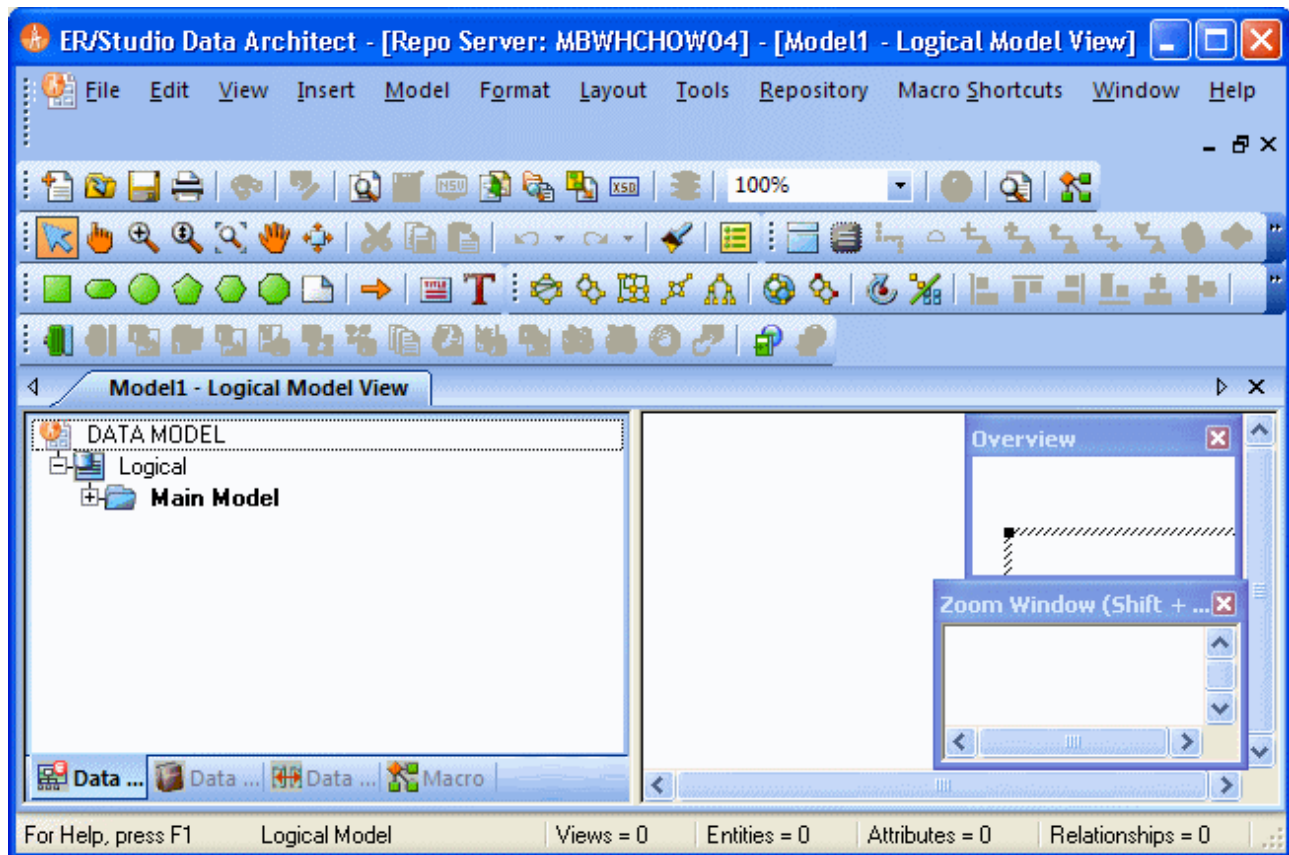 ER/Studio Data Architect - [Repo Server: MBWHCHOW04] - [Model1 - Logical Model View]
File Edit View Insert Model Format Layout Tools Repository Macro Shortcuts Window Help
NSU XSD 100%
TITLE T
Model1 - Logical Model View
DATA MODEL
Logical
Main Model
Overview
Zoom Window (Shift + ...
Data ... Data ... Data ... Macro
For Help, press F1 Logical Model Views = 0 Entities = 0 Attributes = 0 Relationships = 0